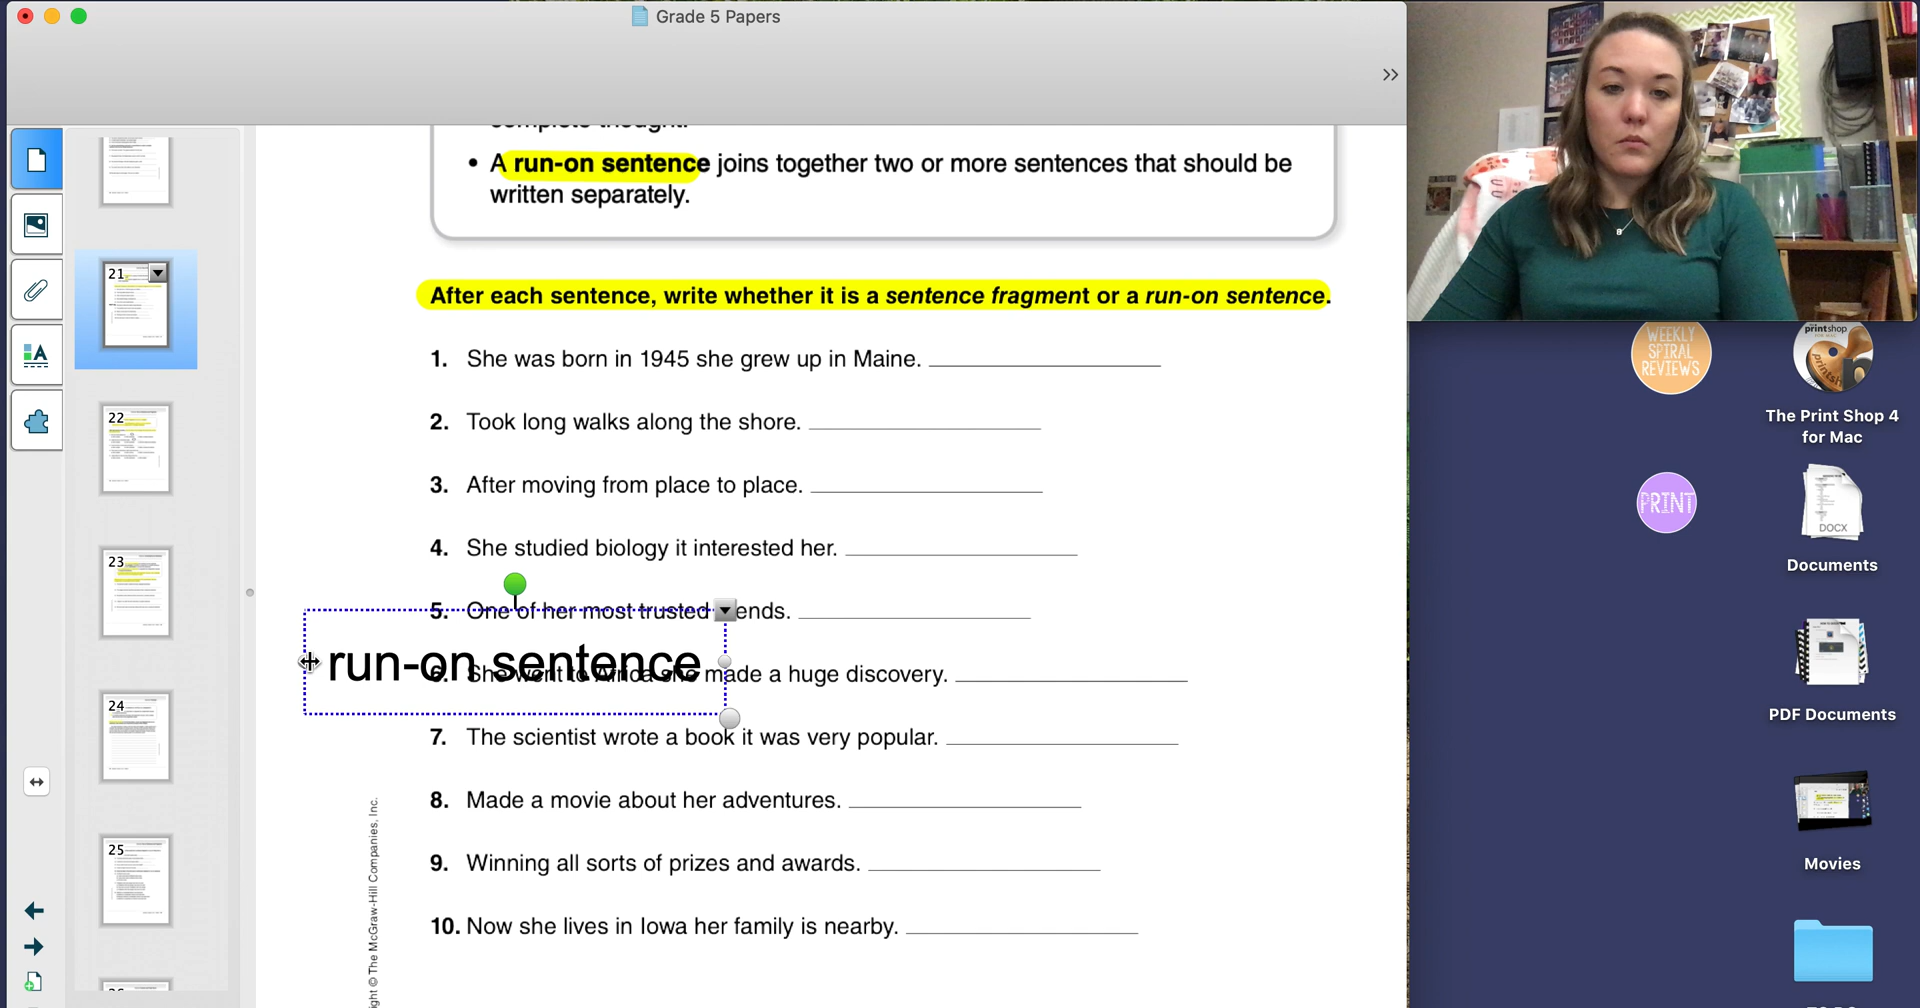 Grade 5 Papers
complete thought.
• A run-on sentence joins together two or more sentences that should be
written separately.
After each sentence, write whether it is a sentence fragment or a run-on sentence.
1. She was born in 1945 she grew up in Maine.
2. Took long walks along the shore.
3. After moving from place to place.
4. She studied biology it interested her.
5. One of her most trusted ends.
run-on sentence
6. She went to Africa she made a huge discovery.
7. The scientist wrote a book it was very popular.
8. Made a movie about her adventures.
9. Winning all sorts of prizes and awards.
10. Now she lives in Iowa her family is nearby.
ght © The McGraw-Hill Companies, Inc.
21
22
23
24
25
WEEKLY
SPIRAL
REVIEWS
printshop
The Print Shop 4
for Mac
PRINT
DOCX
Documents
PDF Documents
Movies